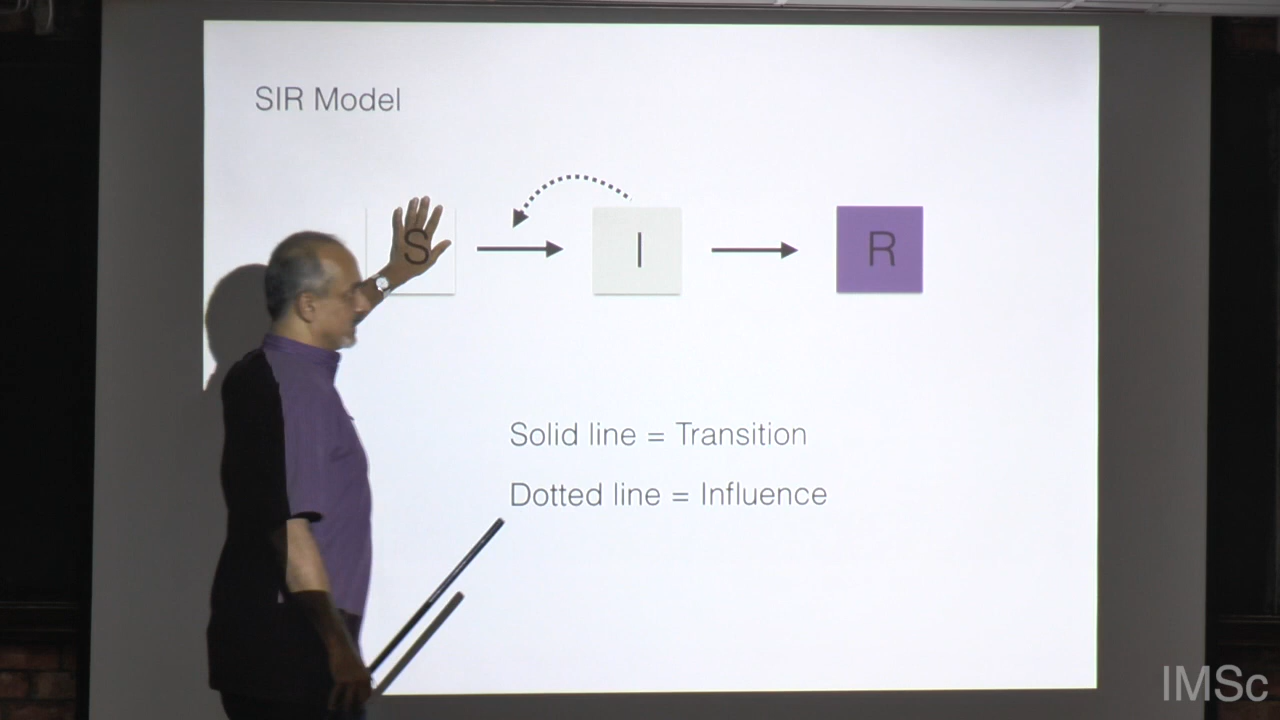 SIR Model
S
I
R
Solid line = Transition
Dotted line = Influence
IMSc